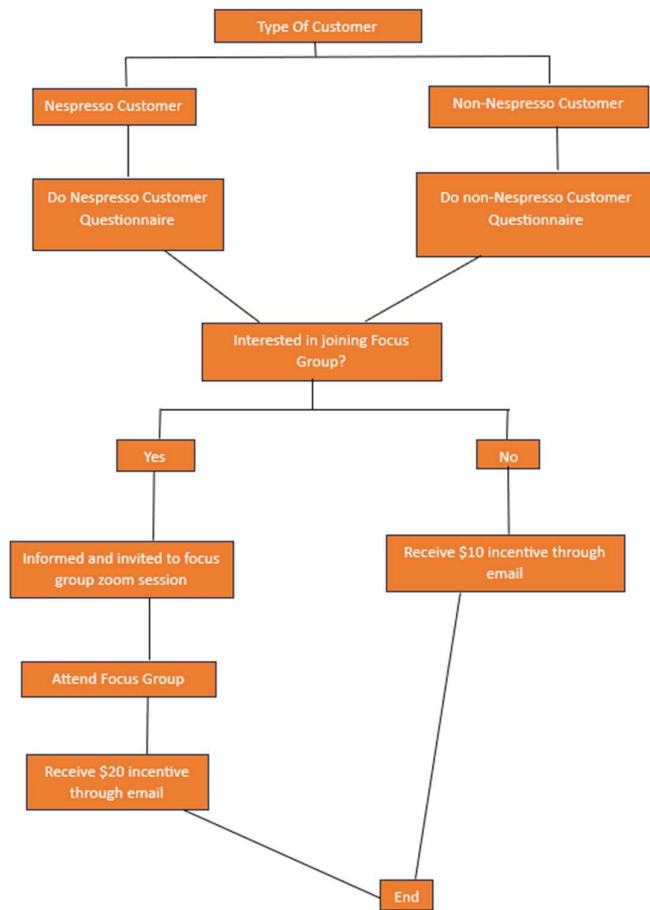 Type Of Customer
Nespresso Customer
Non-Nespresso Customer
Do Nespresso Customer
Questionnaire
Do non-Nespresso Customer
Questionnaire
Interested in joining Focus
Group?
Yes
No
Informed and invited to focus
group zoom session
Receive $10 incentive through
email
Attend Focus Group
Receive $20 incentive
through email
End